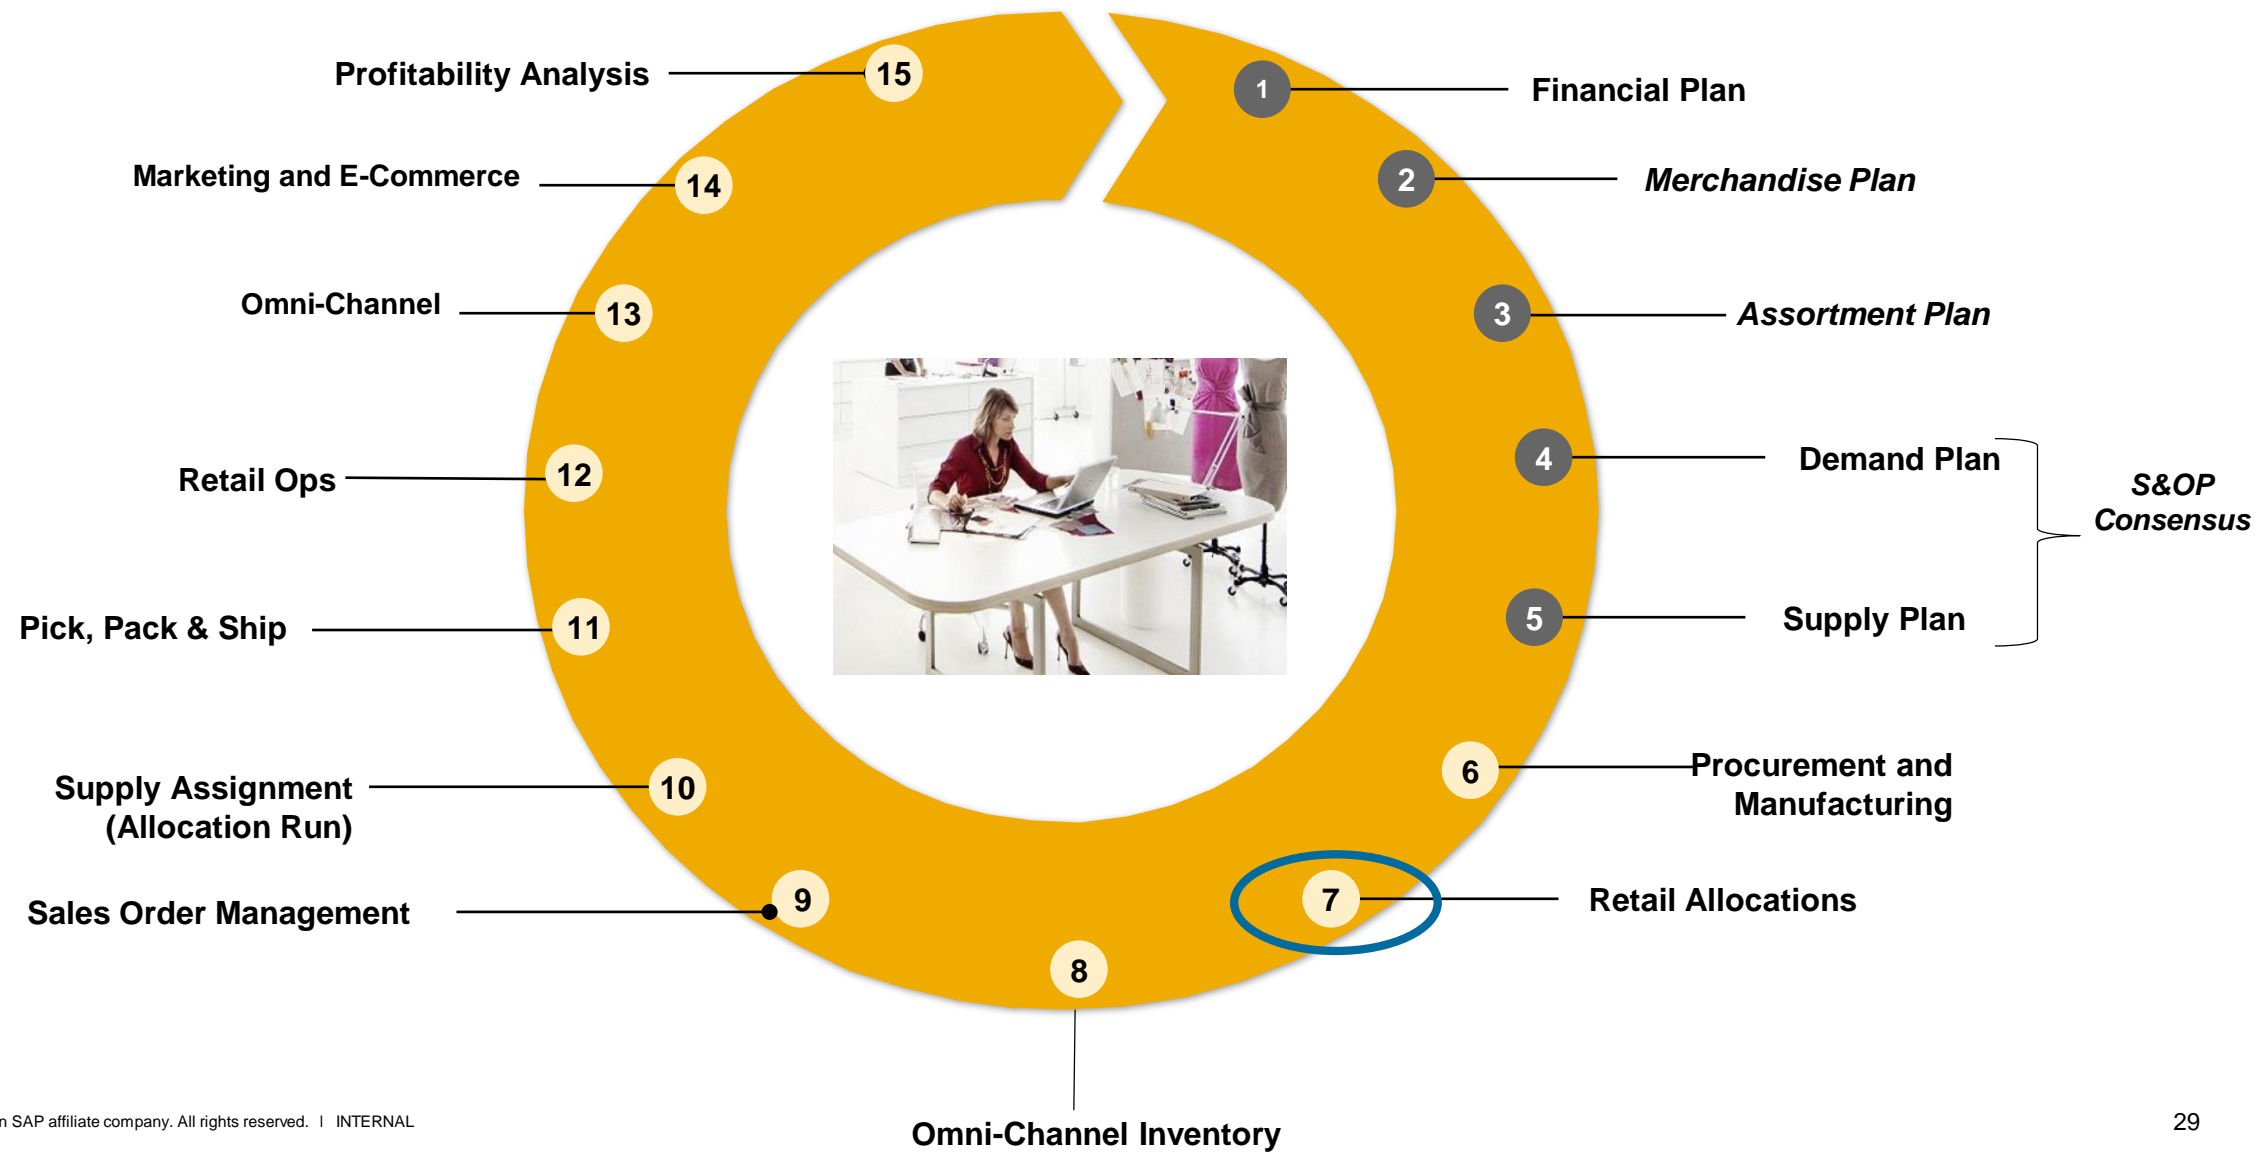 15
Profitability Analysis
1
Financial Plan
14
Marketing and E-Commerce
2
Merchandise Plan
13
Omni-Channel
3
Assortment Plan
12
Retail Ops
4
Demand Plan
S&OP
Consensus
11
Pick, Pack & Ship
5
Supply Plan
10
Supply Assignment
(Allocation Run)
6
Procurement and
Manufacturing
9
Sales Order Management
7
Retail Allocations
8
Omni-Channel Inventory
n SAP affiliate company. All rights reserved. | INTERNAL
29